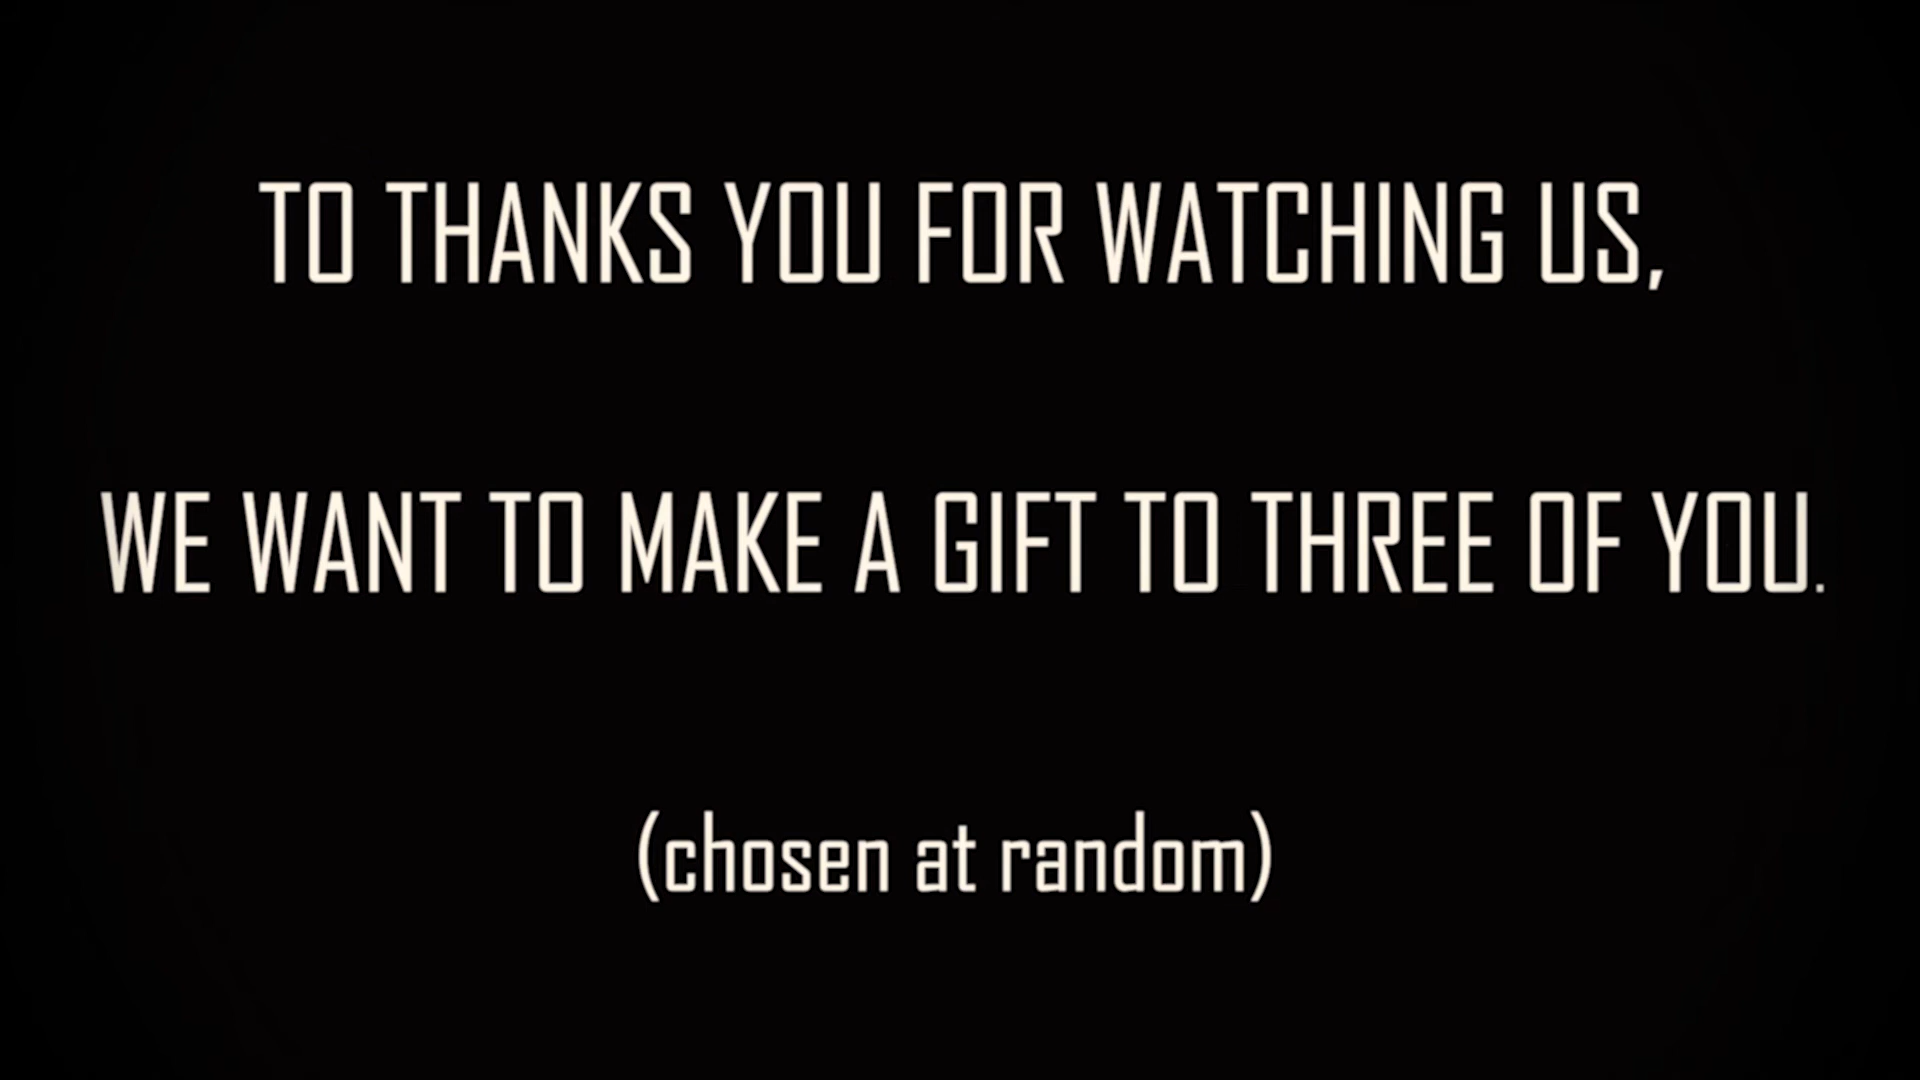 TO THANKS YOU FOR WATCHING US,
WE WANT TO MAKE A GIFT TO THREE OF YOU.
(chosen at random)